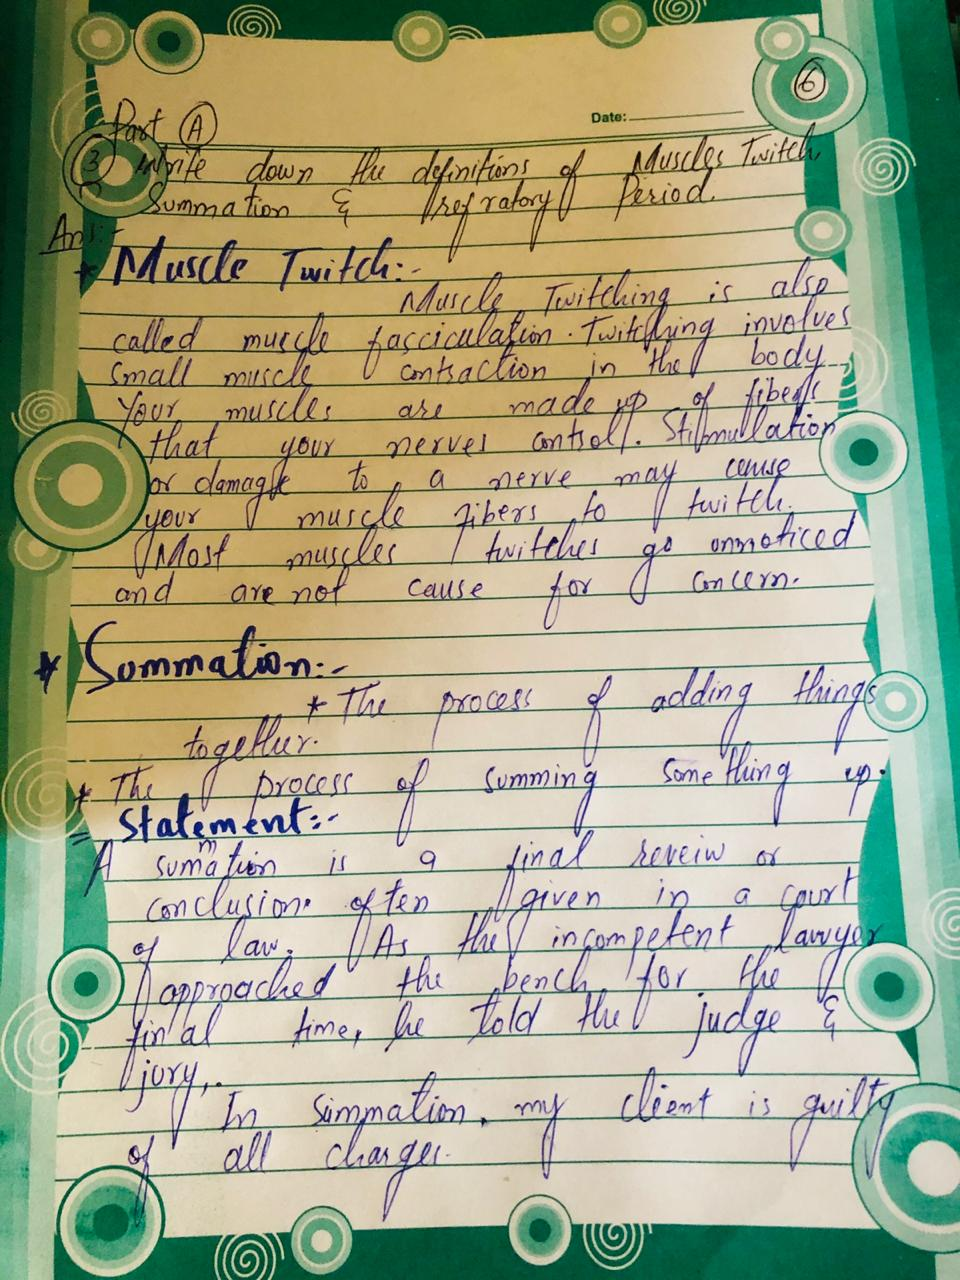 6
Part A
Date:
3 Write down the definitions of Muscles Twitch,
Summation & refratory Period.
Ans:-
* Muscle Twitch:-
Muscle Twitching is also
called muscle fasciculation. Twitching involves
small muscle contraction in the body
Your muscles are made up of fibers
that your nerves control. Stimulation
or damage to a nerve may cause
your muscle fibers to twitch.
Most muscles twitches go unnoticed
and are not cause for concern.
* Summation:-
* The process of adding things
together.
* The process of summing something up.
= Statement:-
A summation is a final reveiw or
conclusion. often given in a court
of law. As the incompetent lawyer
approached the bench for the
final time, he told the judge &
jury,.
In Summation, my client is guilty
of all charges.